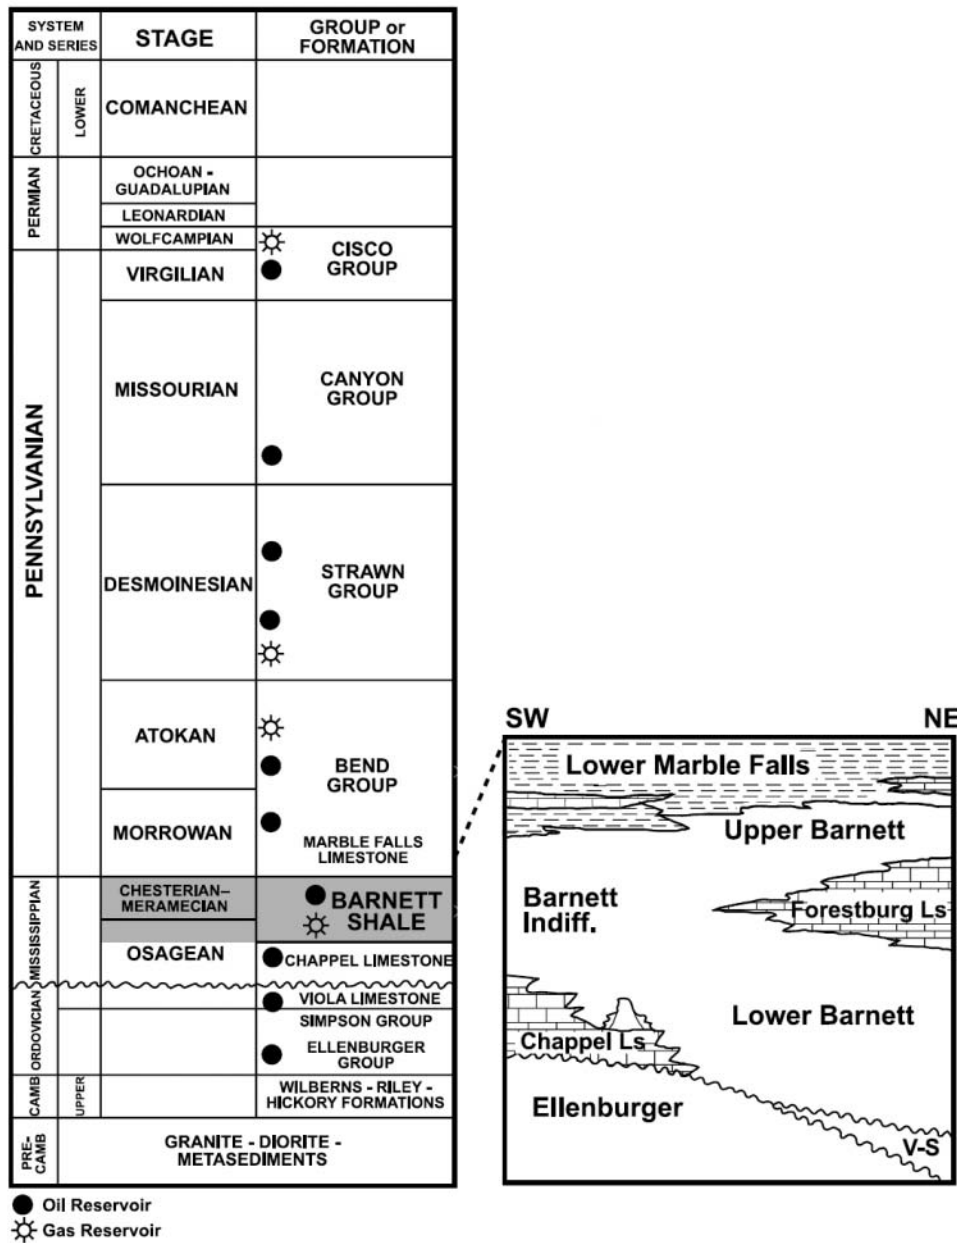 SYSTEM
AND SERIES
STAGE
GROUP or
FORMATION
CRETACEOUS
LOWER
COMANCHEAN
PERMIAN
OCHOAN -
GUADALUPIAN
LEONARDIAN
WOLFCAMPIAN
CISCO
GROUP
PENNSYLVANIAN
VIRGILIAN
MISSOURIAN
CANYON
GROUP
DESMOINESIAN
STRAWN
GROUP
ATOKAN
BEND
GROUP
MORROWAN
MARBLE FALLS
LIMESTONE
MISSISSIPPIAN
CHESTERIAN–
MERAMECIAN
BARNETT
SHALE
OSAGEAN
CHAPPEL LIMESTONE
ORDOVICIAN
VIOLA LIMESTONE
SIMPSON GROUP
ELLENBURGER
GROUP
CAMB
UPPER
WILBERNS - RILEY -
HICKORY FORMATIONS
PRE-
CAMB
GRANITE - DIORITE -
METASEDIMENTS
Oil Reservoir
Gas Reservoir
SW
NE
Lower Marble Falls
Upper Barnett
Barnett
Indiff.
Forestburg Ls
Lower Barnett
Chappel Ls
Ellenburger
V-S